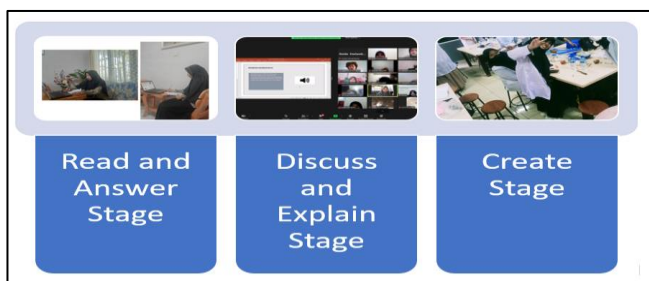 Read and
Answer
Stage
Discuss
and
Explain
Stage
Create
Stage